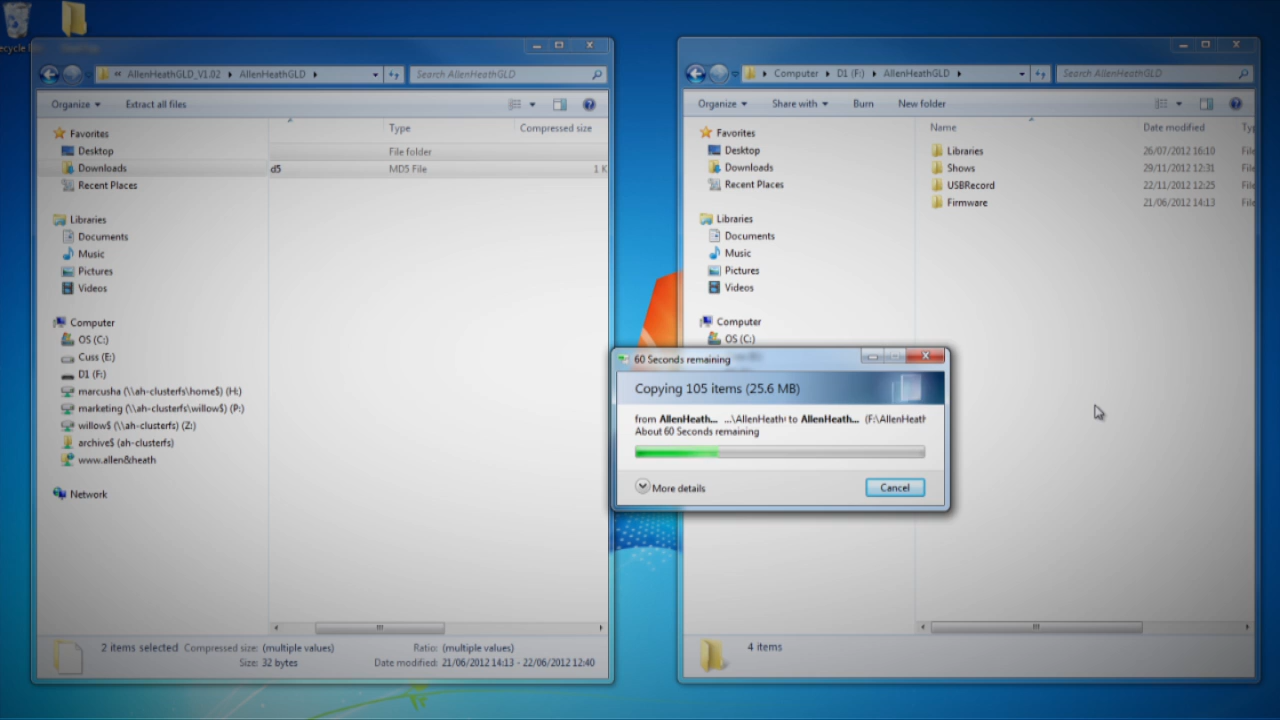 AllenHeathGLD_V1.02 AllenHeathGLD
Search AllenHeathGLD
Organize
Extract all files
Type
Compressed size
File folder
d5
MD5 File
1 K
Favorites
Desktop
Downloads
Recent Places
Libraries
Documents
Music
Pictures
Videos
Computer
OS (C:)
Cuss (E:)
D1 (F:)
marcusha (\\ah-clusterfs\home$) (H:)
marketing (\\ah-clusterfs\willow$) (P:)
willow$ (\\ah-clusterfs) (Z:)
archive$ (ah-clusterfs)
www.allen&heath
Network
2 items selected Compressed size: (multiple values) Ratio: (multiple values)
Size: 32 bytes Date modified: 21/06/2012 14:13 - 22/06/2012 12:40
Computer D1 (F:) AllenHeathGLD
Search AllenHeathGLD
Organize Share with Burn New folder
Name Date modified Typ
Libraries 26/07/2012 16:10 File
Shows 29/11/2012 12:31 File
USBRecord 22/11/2012 12:25 File
Firmware 21/06/2012 14:13 File
Favorites
Desktop
Downloads
Recent Places
Libraries
Documents
Music
Pictures
Videos
Computer
OS (C:)
4 items
60 Seconds remaining
Copying 105 items (25.6 MB)
from AllenHeath... ...\AllenHeath to AllenHeath... (F:\AllenHeath
About 60 Seconds remaining
More details
Cancel